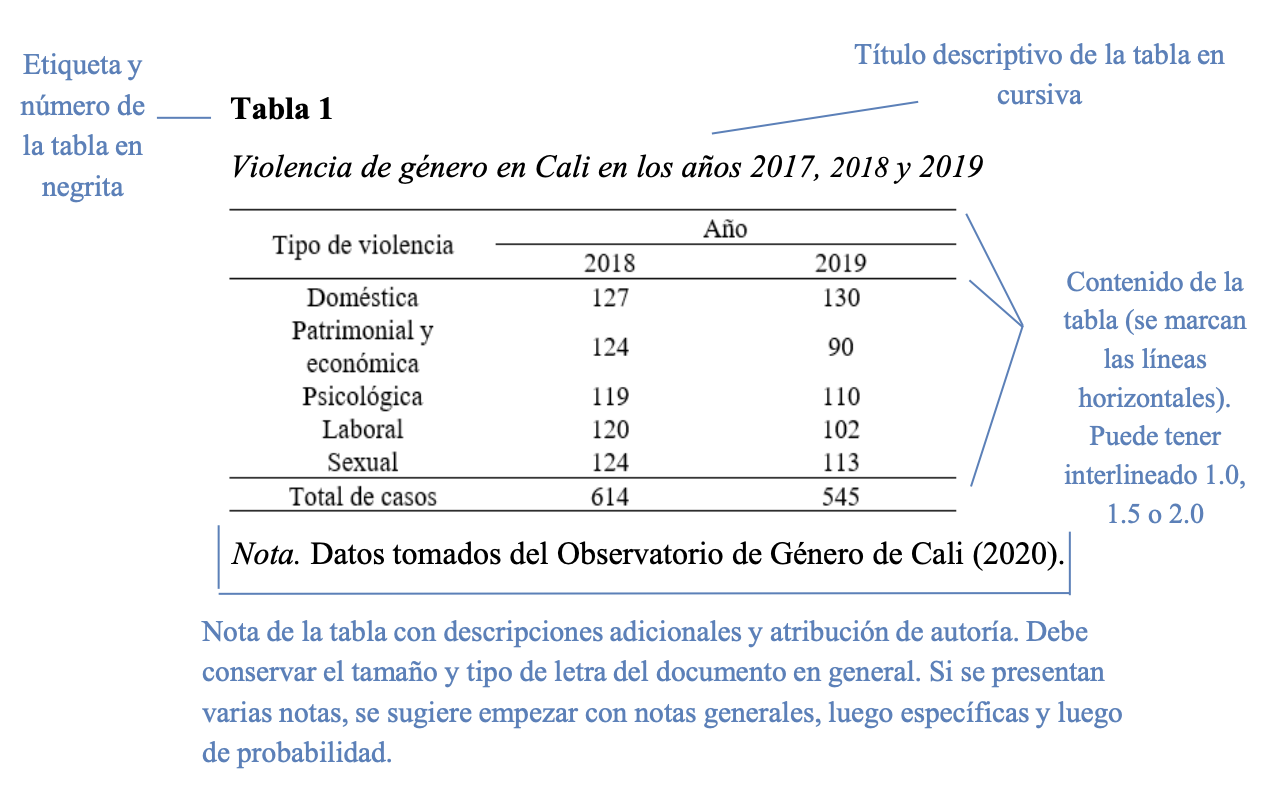 Etiqueta y
número de
la tabla en
negrita
Título descriptivo de la tabla en
cursiva
Tabla 1
Violencia de género en Cali en los años 2017, 2018 y 2019
Tipo de violencia
Año
2018 2019
Doméstica 127 130
Patrimonial y
económica 124 90
Psicológica 119 110
Laboral 120 102
Sexual 124 113
Total de casos 614 545
Contenido de la
tabla (se marcan
las líneas
horizontales).
Puede tener
interlineado 1.0,
1.5 o 2.0
Nota. Datos tomados del Observatorio de Género de Cali (2020).
Nota de la tabla con descripciones adicionales y atribución de autoría. Debe
conservar el tamaño y tipo de letra del documento en general. Si se presentan
varias notas, se sugiere empezar con notas generales, luego específicas y luego
de probabilidad.